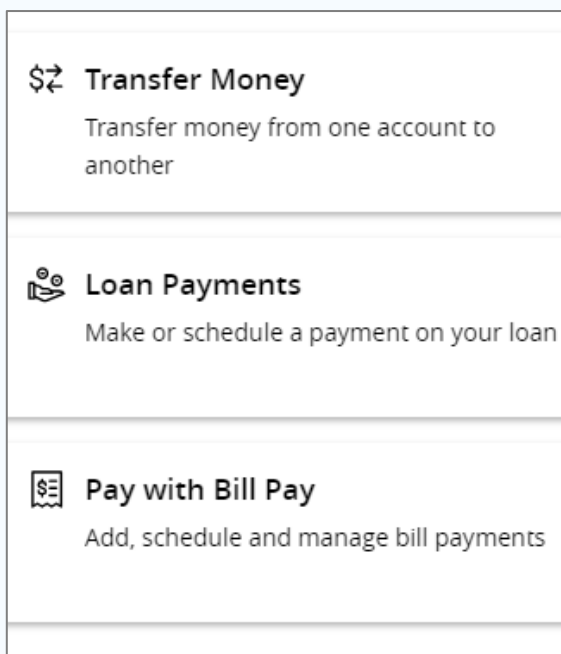 Transfer Money
Transfer money from one account to
another
Loan Payments
Make or schedule a payment on your loan
Pay with Bill Pay
Add, schedule and manage bill payments